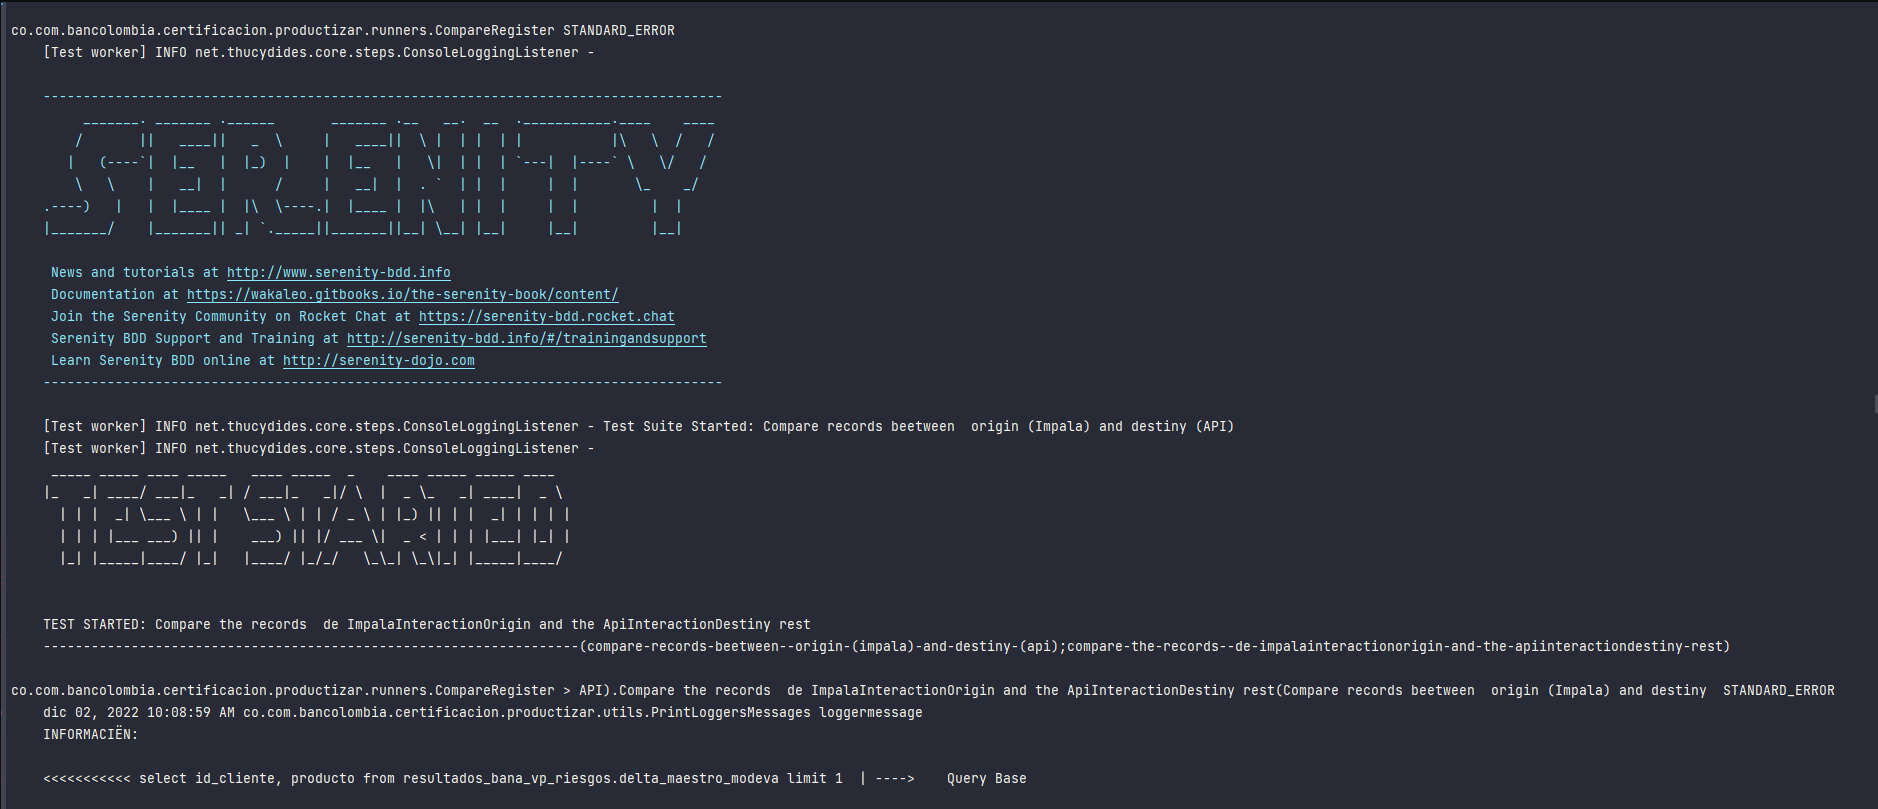 co.com.bancolombia.certificacion.productizar.runners.CompareRegister STANDARD_ERROR
[Test worker] INFO net.thucydides.core.steps.ConsoleLoggingListener -
SERENITY
News and tutorials at http://www.serenity-bdd.info
Documentation at https://wakaleo.gitbooks.io/the-serenity-book/content/
Join the Serenity Community on Rocket Chat at https://serenity-bdd.rocket.chat
Serenity BDD Support and Training at http://serenity-bdd.info/#/trainingandsupport
Learn Serenity BDD online at http://serenity-dojo.com
[Test worker] INFO net.thucydides.core.steps.ConsoleLoggingListener - Test Suite Started: Compare records beetween  origin (Impala) and destiny (API)
[Test worker] INFO net.thucydides.core.steps.ConsoleLoggingListener -
TEST STARTED
TEST STARTED: Compare the records  de ImpalaInteractionOrigin and the ApiInteractionDestiny rest
-------------------------------------------------------------------(compare-records-beetween--origin-(impala)-and-destiny-(api);compare-the-records--de-impalainteractionorigin-and-the-apiinteractiondestiny-rest)
co.com.bancolombia.certificacion.productizar.runners.CompareRegister > API).Compare the records  de ImpalaInteractionOrigin and the ApiInteractionDestiny rest(Compare records beetween  origin (Impala) and destiny  STANDARD_ERROR
dic 02, 2022 10:08:59 AM co.com.bancolombia.certificacion.productizar.utils.PrintLoggersMessages loggermessage
INFORMACIËN:
<<<<<<<<<<< select id_cliente, producto from resultados_bana_vp_riesgos.delta_maestro_modeva limit 1  | ---->    Query Base